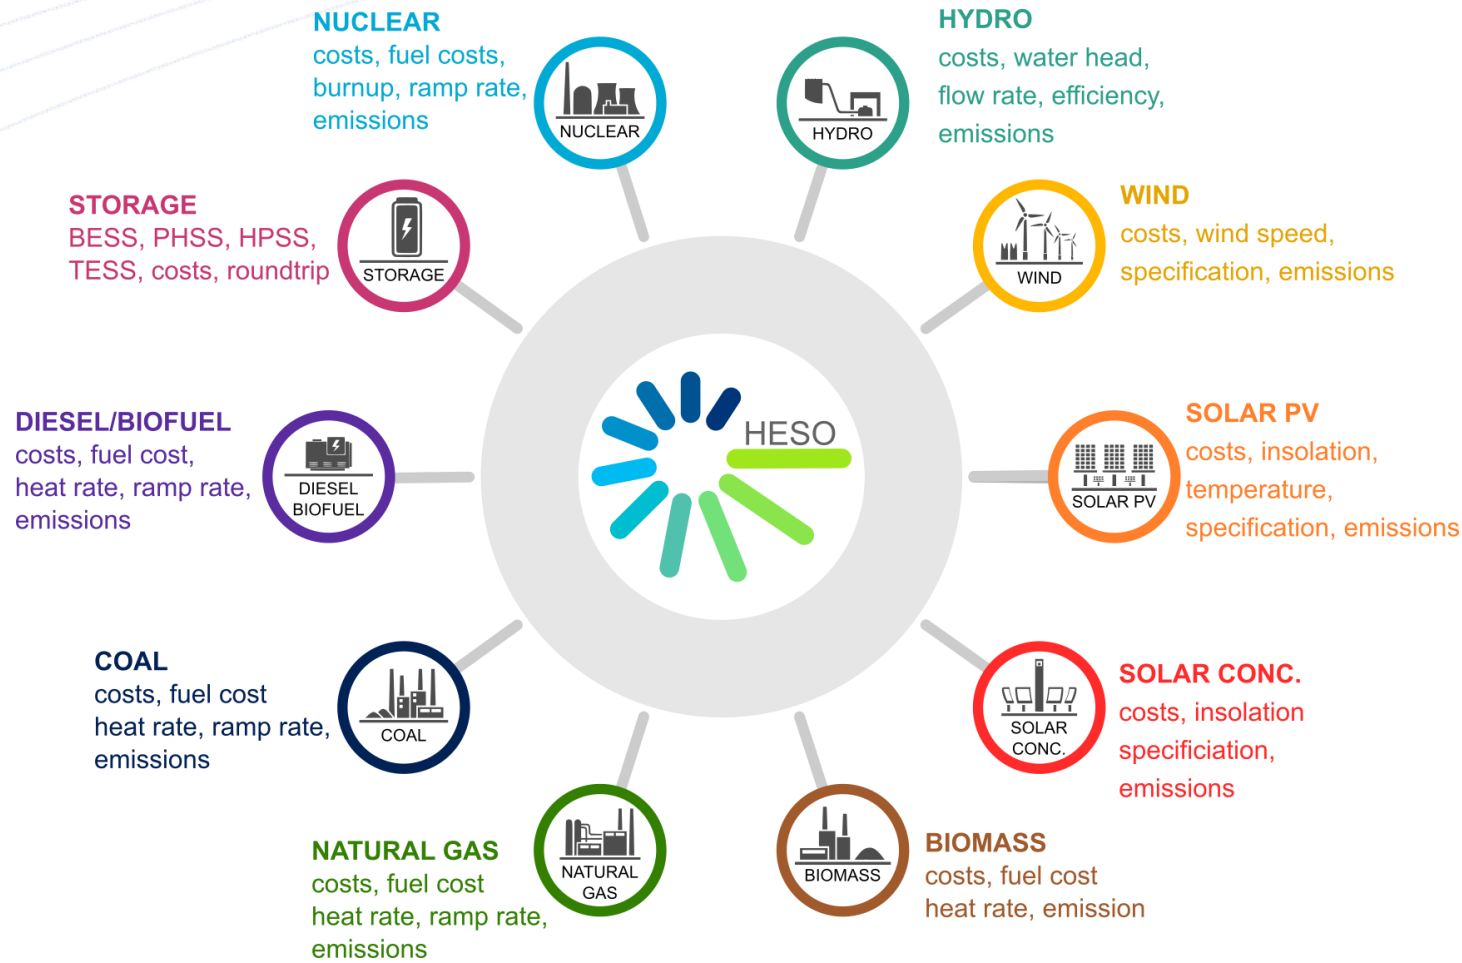 NUCLEAR
costs, fuel costs,
burnup, ramp rate,
emissions
NUCLEAR
HYDRO
costs, water head,
flow rate, efficiency,
emissions
HYDRO
STORAGE
BESS, PHSS, HPSS,
TESS, costs, roundtrip
STORAGE
WIND
costs, wind speed,
specification, emissions
WIND
DIESEL/BIOFUEL
costs, fuel cost,
heat rate, ramp rate,
emissions
DIESEL
BIOFUEL
HESO
SOLAR PV
costs, insolation,
temperature,
specification, emissions
SOLAR PV
COAL
costs, fuel cost
heat rate, ramp rate,
emissions
COAL
SOLAR CONC.
costs, insolation
specificiation,
emissions
SOLAR
CONC.
NATURAL GAS
costs, fuel cost
heat rate, ramp rate,
emissions
NATURAL
GAS
BIOMASS
costs, fuel cost
heat rate, emission
BIOMASS